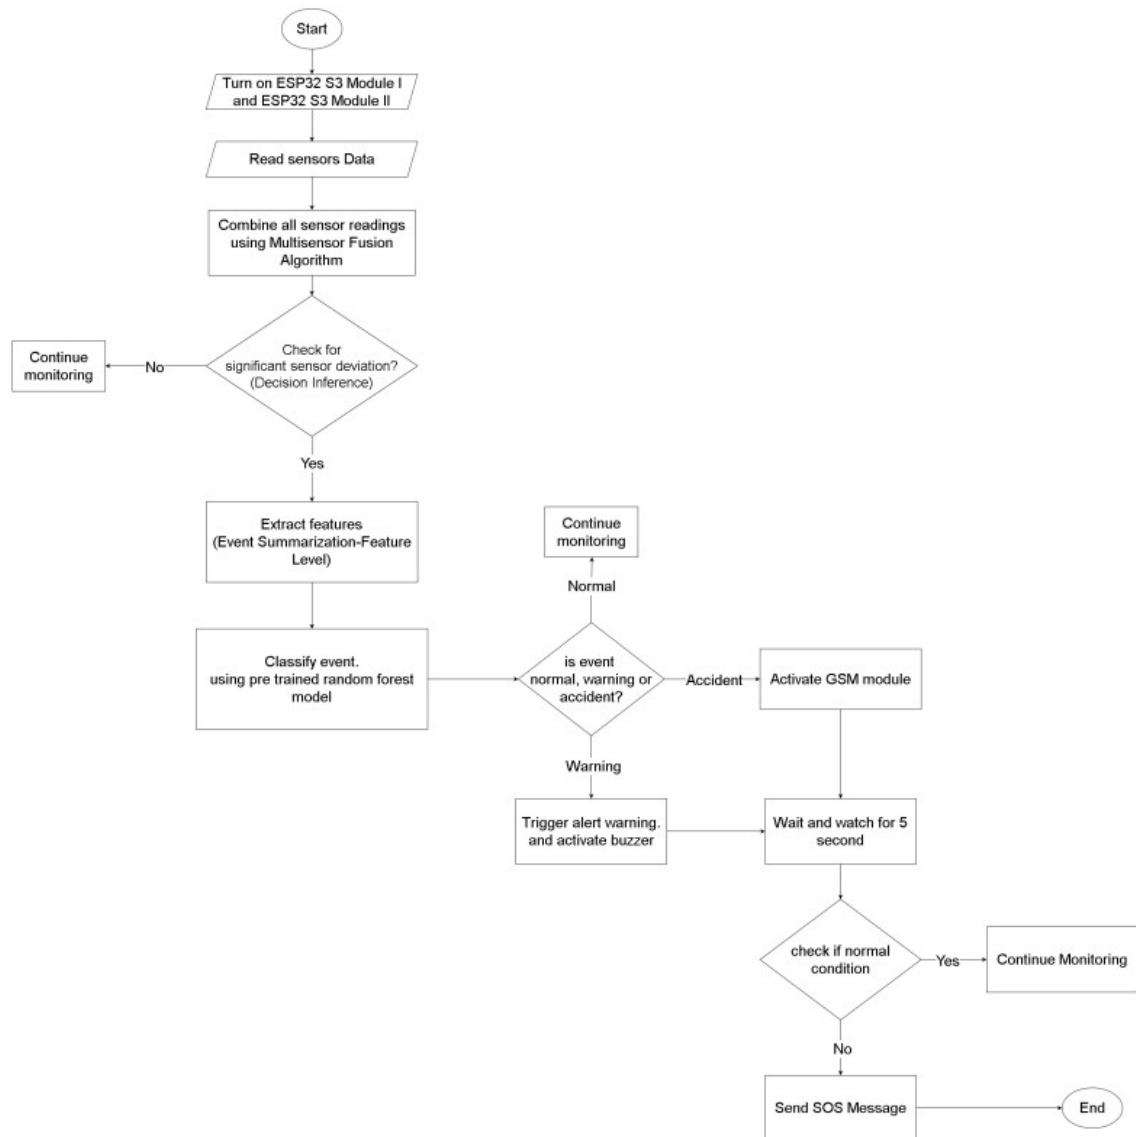 Start
Turn on ESP32 S3 Module I
and ESP32 S3 Module II
Read sensors Data
Combine all sensor readings
using Multisensor Fusion
Algorithm
Check for
significant sensor deviation?
(Decision Inference)
No
Continue
monitoring
Yes
Extract features
(Event Summarization-Feature
Level)
Classify event.
using pre trained random forest
model
is event
normal, warning or
accident?
Normal
Continue
monitoring
Accident
Activate GSM module
Warning
Trigger alert warning.
and activate buzzer
Wait and watch for 5
second
check if normal
condition
Yes
Continue Monitoring
No
Send SOS Message
End